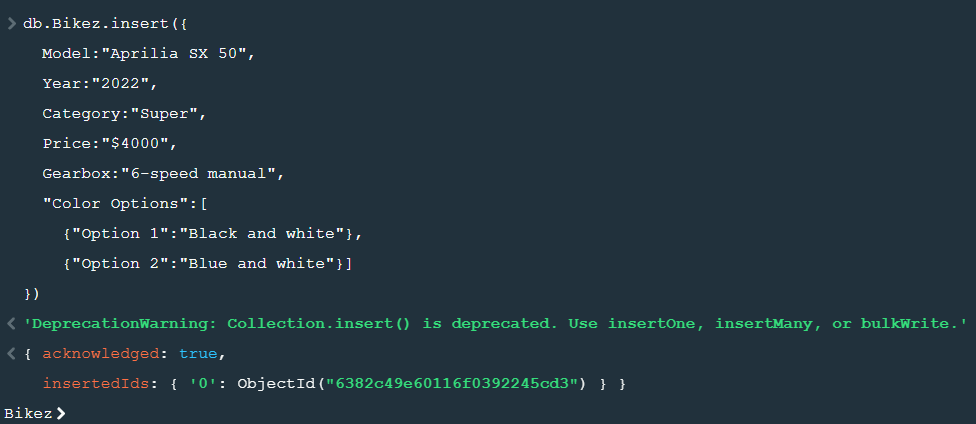 > db.Bikez.insert({
Model:"Aprilia SX 50",
Year:"2022",
Category:"Super",
Price:"$4000",
Gearbox:"6-speed manual",
"Color Options":[
{"Option 1":"Black and white"},
{"Option 2":"Blue and white"}]
})
< 'DeprecationWarning: Collection.insert() is deprecated. Use insertOne, insertMany, or bulkWrite.'
< { acknowledged: true,
insertedIds: { '0': ObjectId("6382c49e60116f0392245cd3") } }
Bikez>